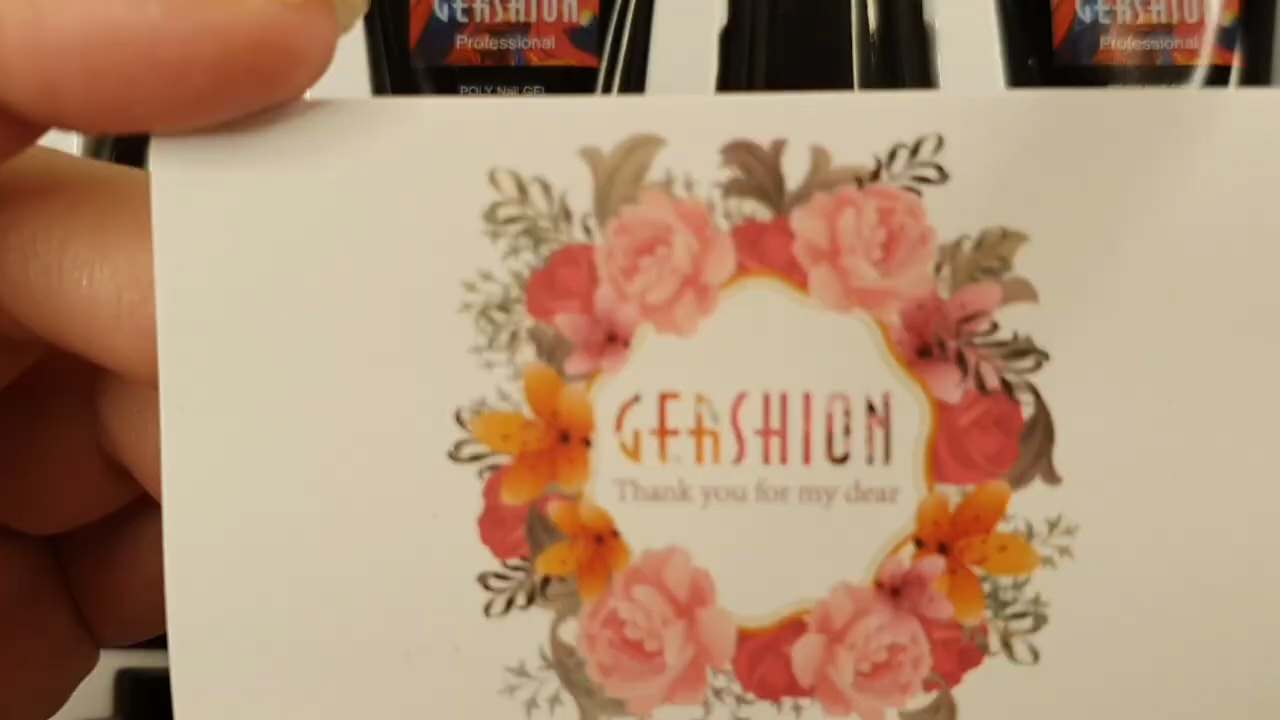 GERSHION
Professional
POLY Nail GEL
GERSHION
Professional
GERSHION
Thank you for my dear